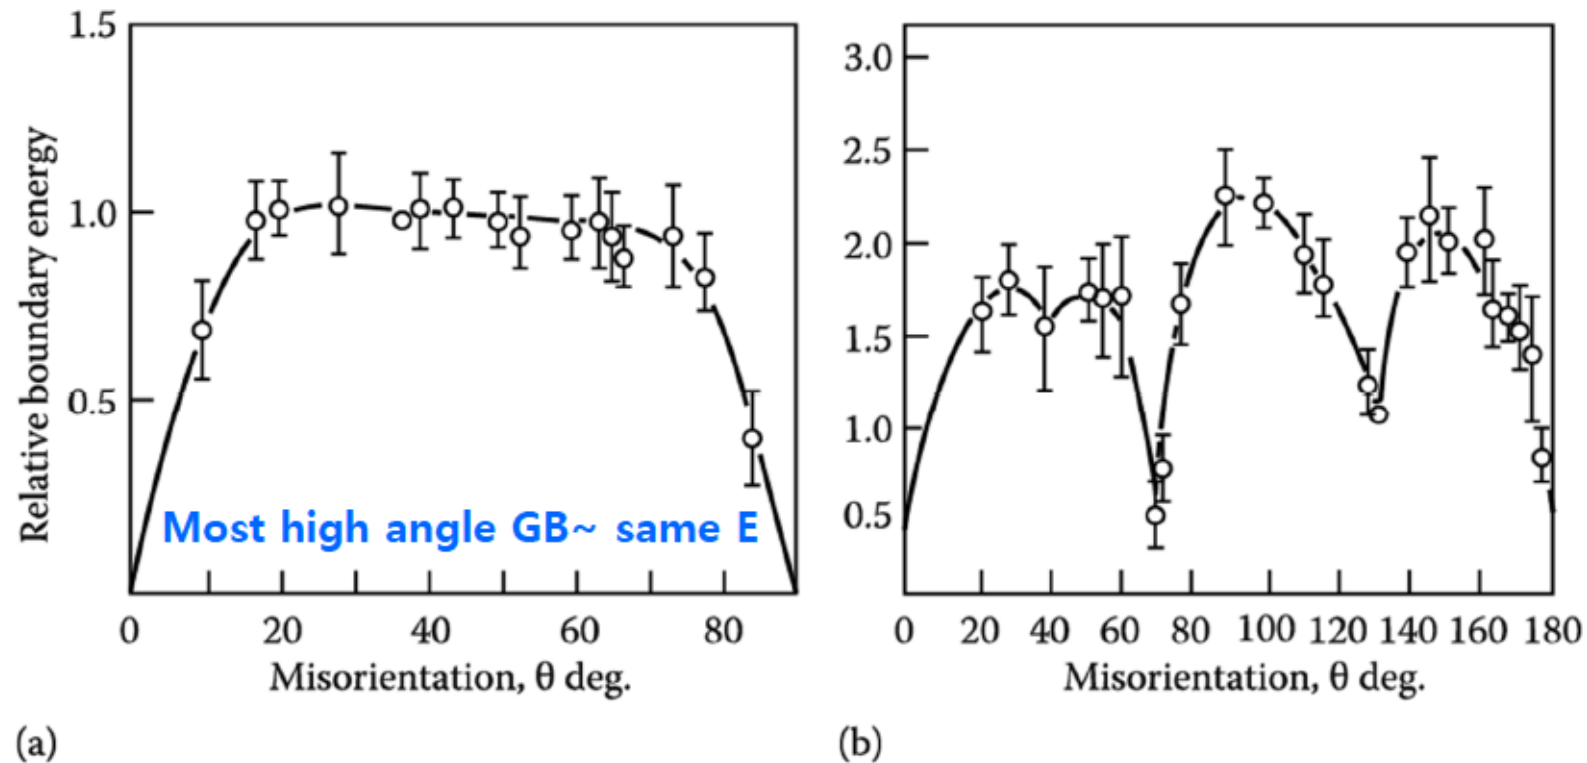 1.5
1.0
0.5
Relative boundary energy
Most high angle GB~ same E
0 20 40 60 80
Misorientation, θ deg.
(a)
3.0
2.5
2.0
1.5
1.0
0.5
0 20 40 60 80 100 120 140 160 180
Misorientation, θ deg.
(b)